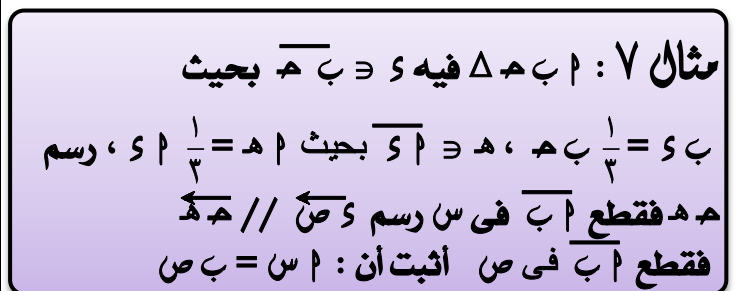 مثال ٧ : ا ب حـ Δ فيه ء ∋ ب حـ بحيث
ب ء = ١/٣ ب حـ ، هـ ∋ ا ء بحيث ا هـ = ١/٣ ا ء ، رسم
حـ هـ فقطع ا ب فى س رسم ء ص // حـ هـ
فقطع ا ب فى ص أثبت أن : ا س = ب ص